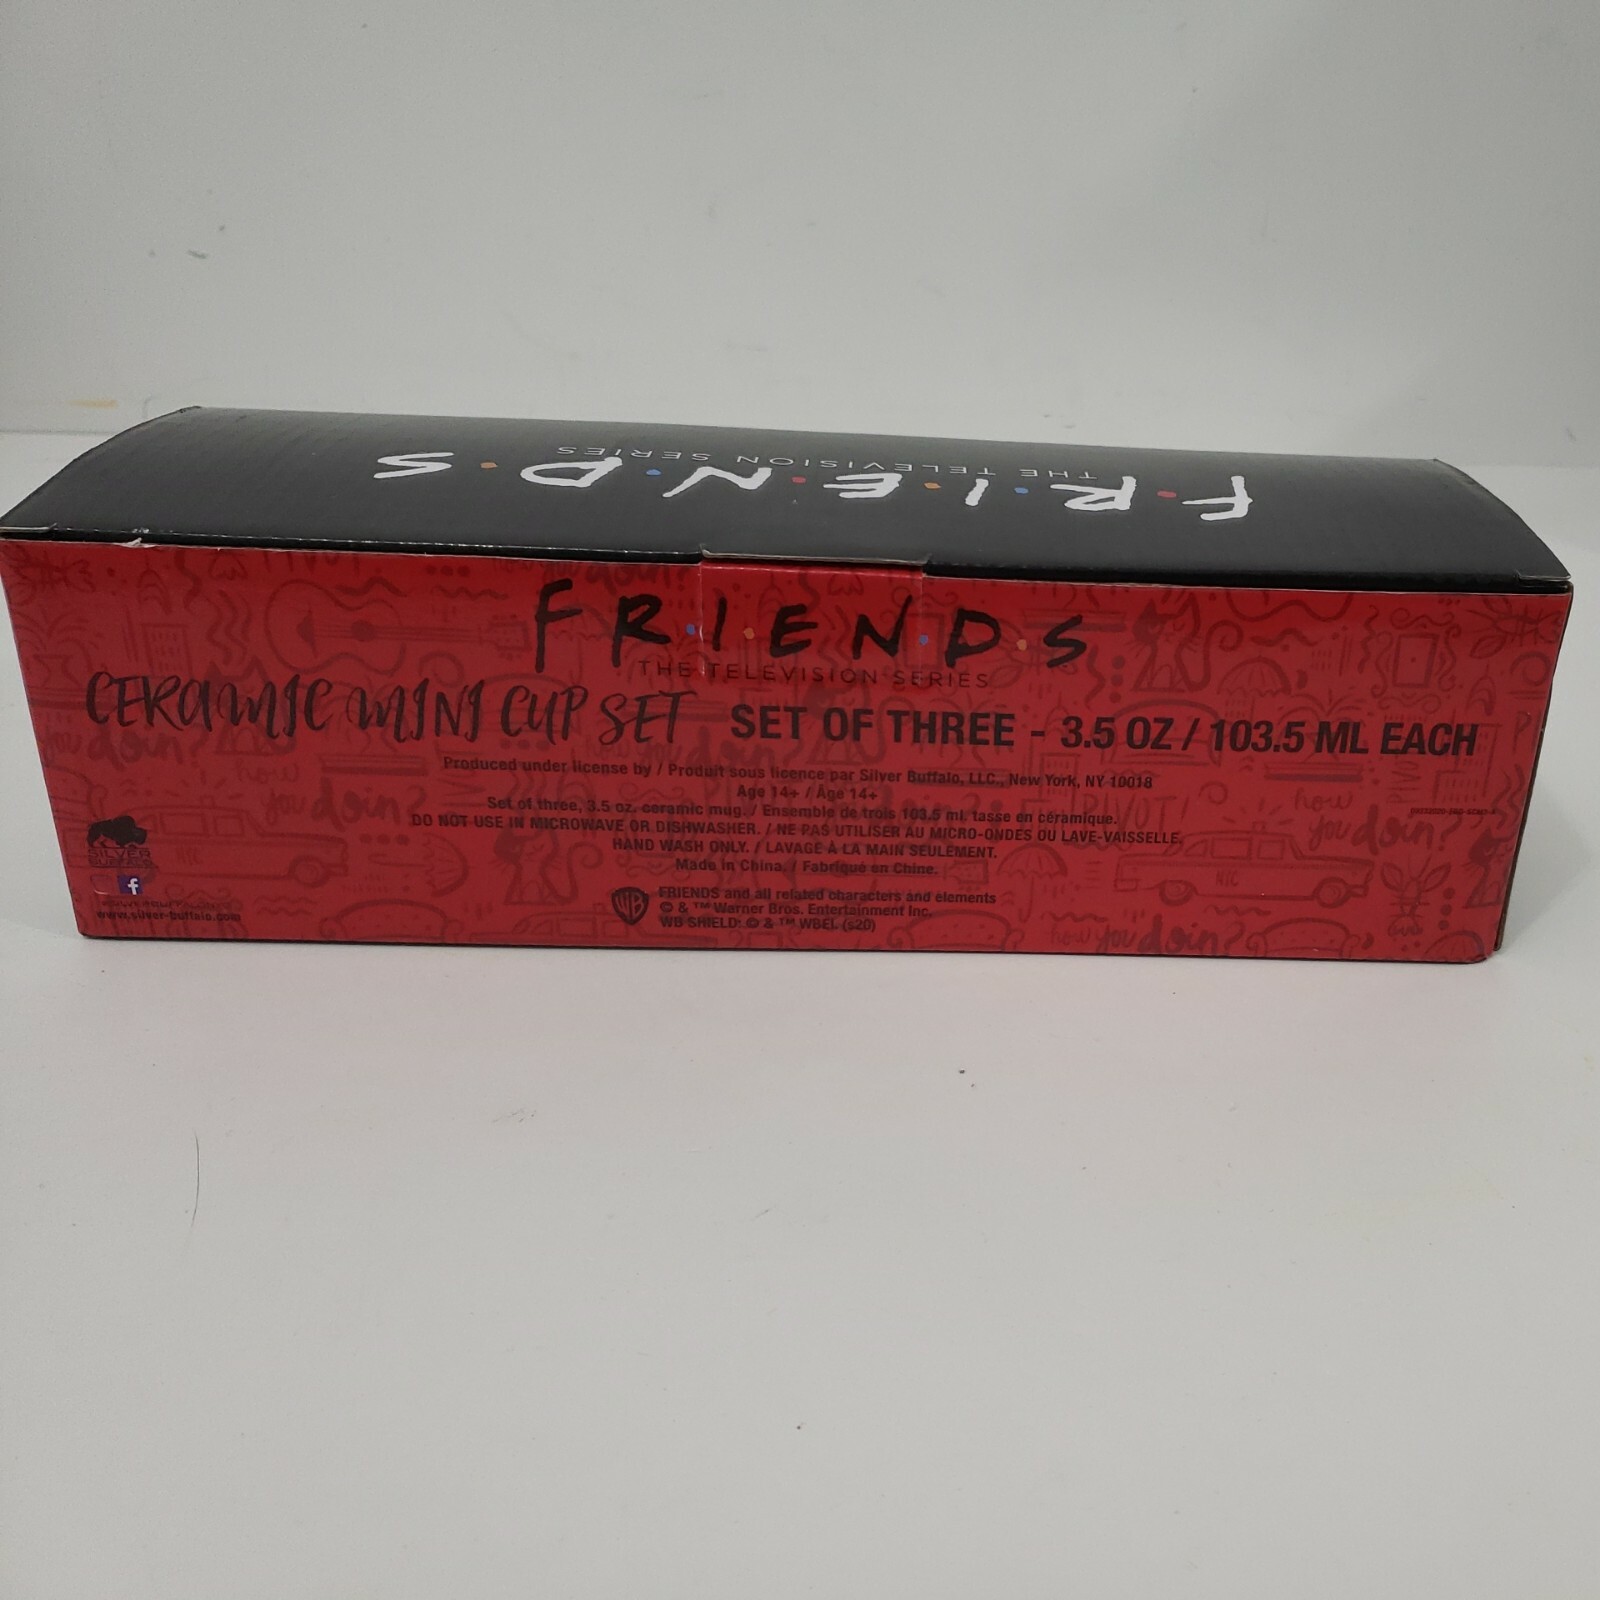 F·R·I·E·N·D·S
THE TELEVISION SERIES
F R·I·E N·D·S
THE TELEVISION SERIES
CERAMIC MINI CUP SET SET OF THREE - 3.5 OZ / 103.5 ML EACH
Produced under license by / Produit sous licence par Silver Buffalo, LLC., New York, NY 10018
Age 14+ / Âge 14+
Set of three, 3.5 oz. ceramic mug. / Ensemble de trois 103.5 ml. tasse en céramique.
DO NOT USE IN MICROWAVE OR DISHWASHER. / NE PAS UTILISER AU MICRO-ONDES OU LAVE-VAISSELLE.
HAND WASH ONLY. / LAVAGE À LA MAIN SEULEMENT.
Made in China. / Fabriqué en Chine.
WB
FRIENDS and all related characters and elements
© & ™ Warner Bros. Entertainment Inc.
WB SHIELD: © & ™ WBEI. (s20)
SILVER
BUFFALO
f
www.silver-buffalo.com
how
you doin?
PIVOT
how
you doin?
PIVOT
NYC
NYC
how you doin?